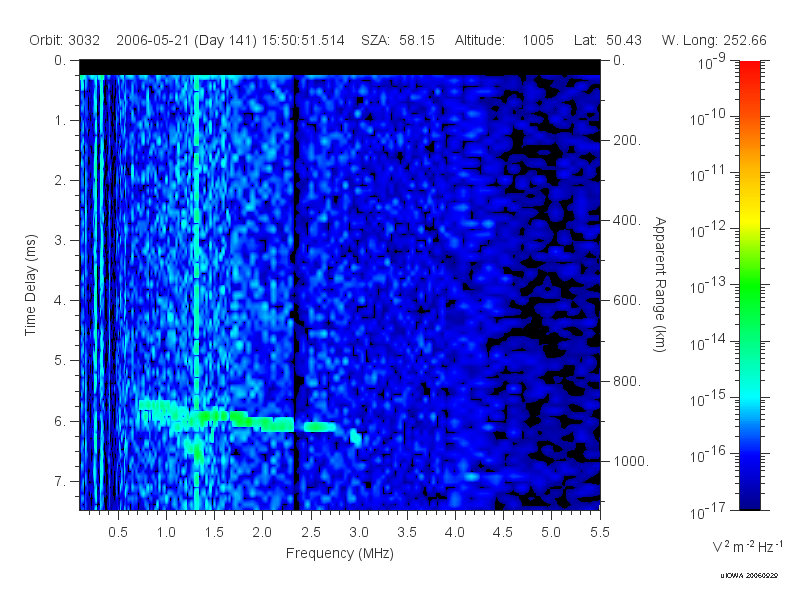 Orbit: 3032 2006-05-21 (Day 141) 15:50:51.514 SZA: 58.15 Altitude: 1005 Lat: 50.43 W. Long: 252.66
0. 0. 10-9
1. 10-10
200.
2. 10-11
3. 400. 10-12
4. 600. 10-13
5. 10-14
800. 10-15
6.
1000. 10-16
7.
10-17
Time Delay (ms)
Apparent Range (km)
0.5 1.0 1.5 2.0 2.5 3.0 3.5 4.0 4.5 5.0 5.5
Frequency (MHz)
V 2 m -2 Hz -1
uIOWA 20060929